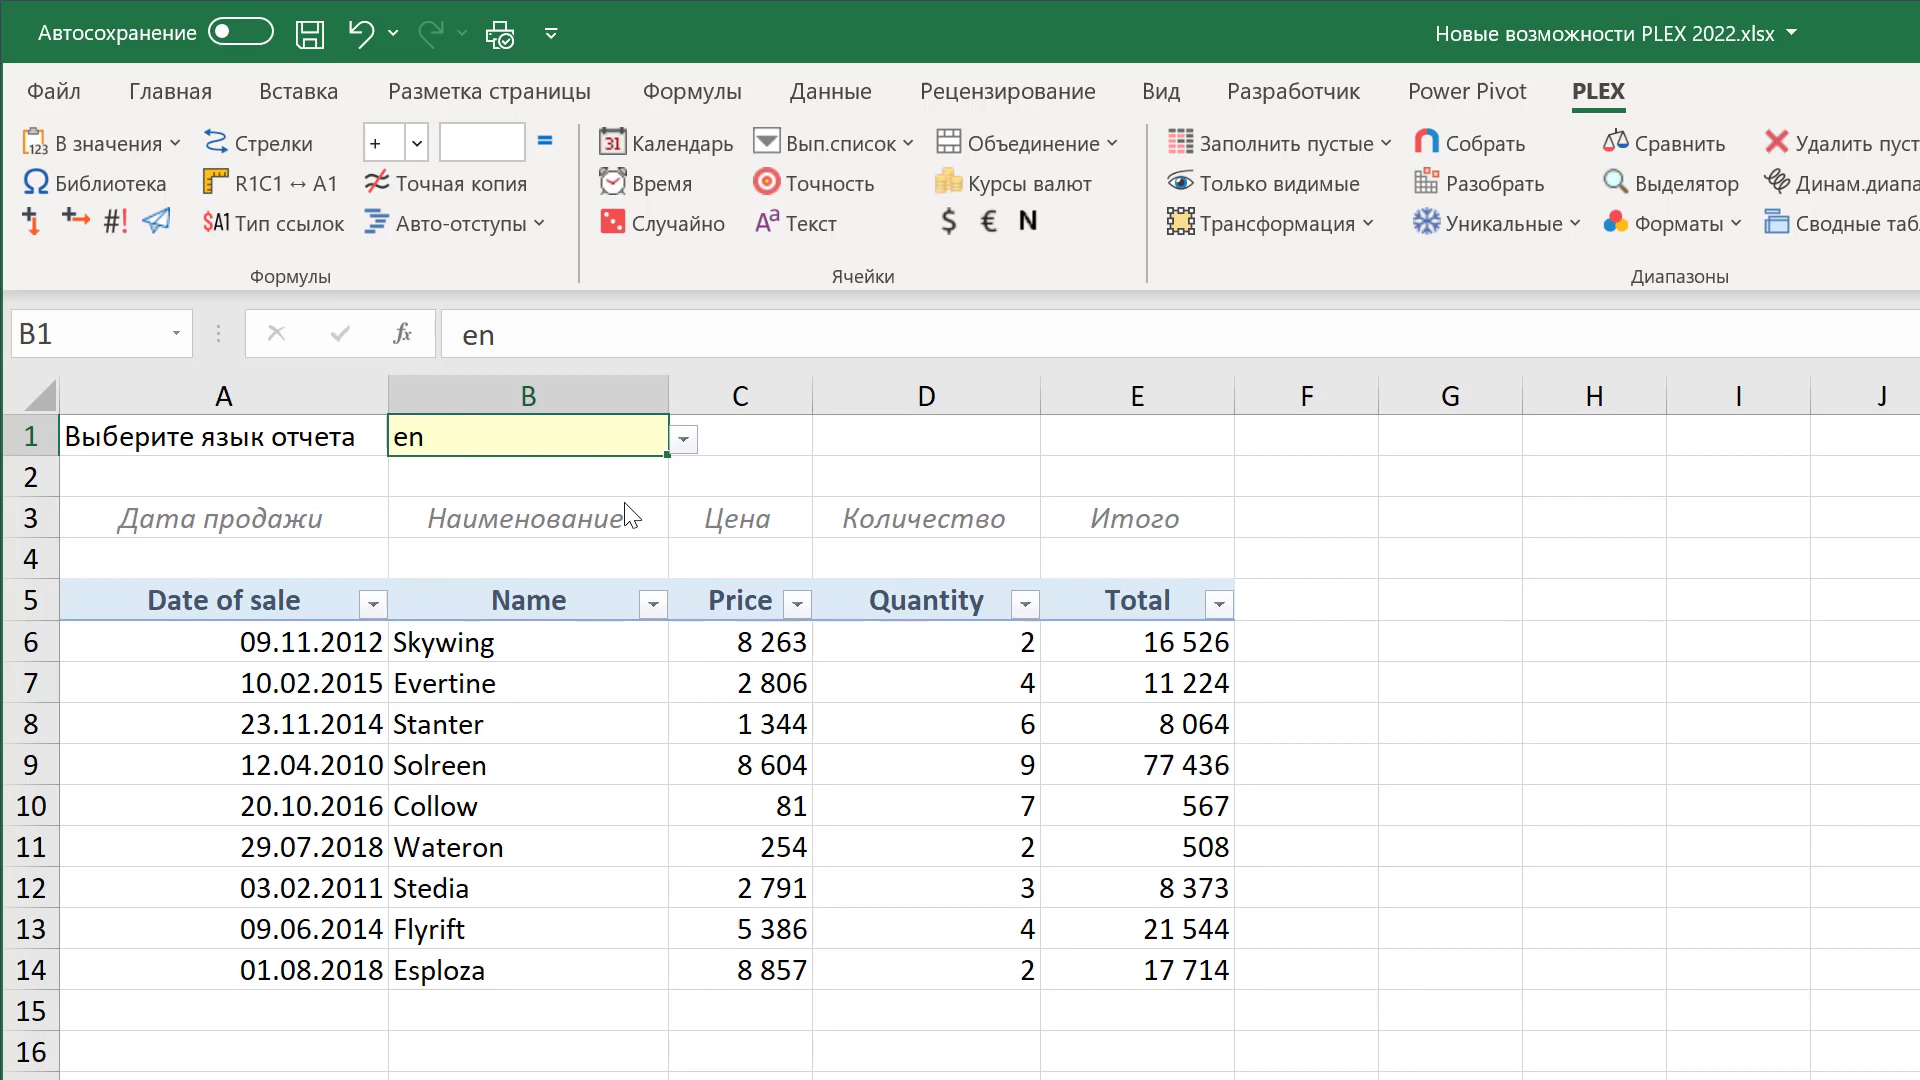 Автосохранение Новые возможности PLEX 2022.xlsx
Файл Главная Вставка Разметка страницы Формулы Данные Рецензирование Вид Разработчик Power Pivot PLEX
123 В значения Стрелки + = 31 Календарь Вып.список Объединение Заполнить пустые Собрать Сравнить Удалить пуст
Ω Библиотека R1C1 ↔ A1 Точная копия Время Точность Курсы валют Только видимые Разобрать Выделятор Динам.диапа
#! $A1 Тип ссылок Авто-отступы Случайно Aa Текст $ € N Трансформация Уникальные Форматы Сводные таб
Формулы Ячейки Диапазоны
B1 fx en
A B C D E F G H I J
1 Выберите язык отчета en
2
3 Дата продажи Наименование Цена Количество Итого
4
5 Date of sale Name Price Quantity Total
6 09.11.2012 Skywing 8 263 2 16 526
7 10.02.2015 Evertine 2 806 4 11 224
8 23.11.2014 Stanter 1 344 6 8 064
9 12.04.2010 Solreen 8 604 9 77 436
10 20.10.2016 Collow 81 7 567
11 29.07.2018 Wateron 254 2 508
12 03.02.2011 Stedia 2 791 3 8 373
13 09.06.2014 Flyrift 5 386 4 21 544
14 01.08.2018 Esploza 8 857 2 17 714
15
16